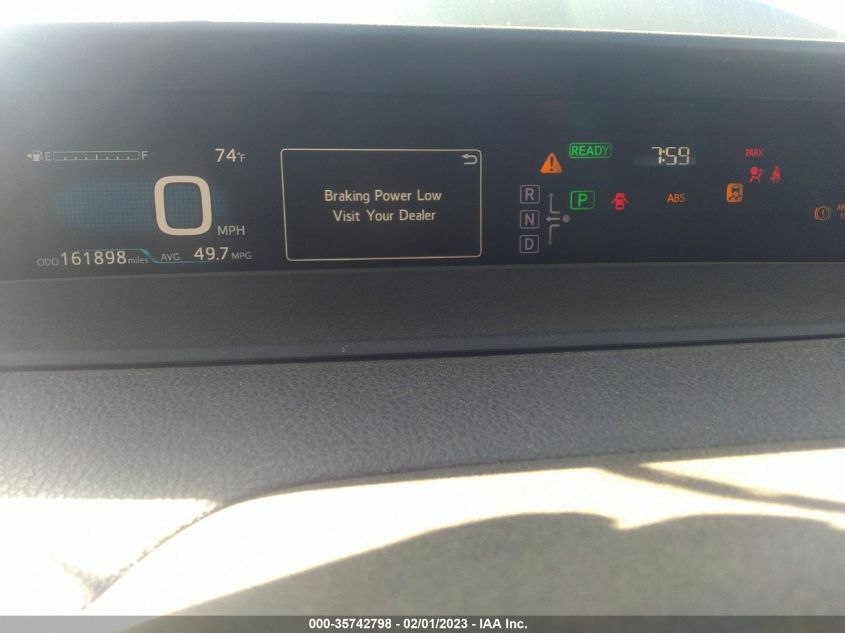 E F
74°F
0 MPH
ODO 161898 miles AVG. 49.7 MPG
Braking Power Low
Visit Your Dealer
READY
7:59
PARK
R
N
D
P
ABS
000-35742798 - 02/01/2023 - IAA Inc.